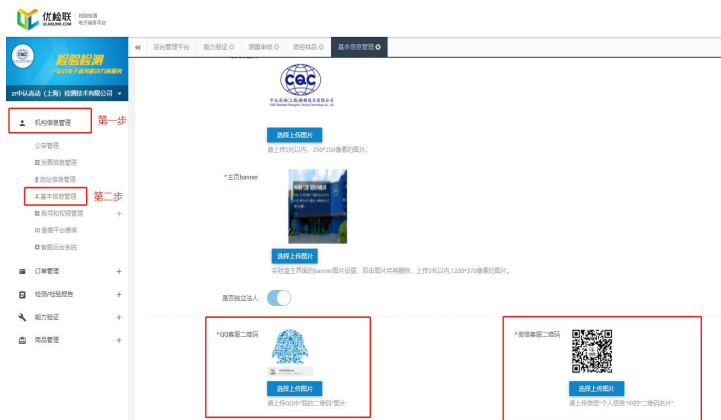 优检联
ULABLINK.COM
检验检测
电子商务平台
后台管理平台
能力验证
测量审核
质控样品
基本信息管理
检验检测
一站式电子商务解决方案服务
zr中认尚动（上海）检测技术有限公司
机构信息管理
第一步
公告管理
发票信息管理
地址信息管理
基本信息管理
第二步
账号和权限管理
查看平台费率
客服后台系统
订单管理
检测/检验报告
能力验证
商品管理
CQC
选择上传图片
请上传2兆以内，250*250像素的图片。
*主页banner
选择上传图片
实验室主界面的banner图片设置，双击图片将被删除，上传3兆以内,1200*370像素的图片。
是否独立法人
*QQ客服二维码
选择上传图片
请上传QQ中“我的二维码”图片
*微信客服二维码
选择上传图片
请上传微信“个人信息”中的“二维码名片”